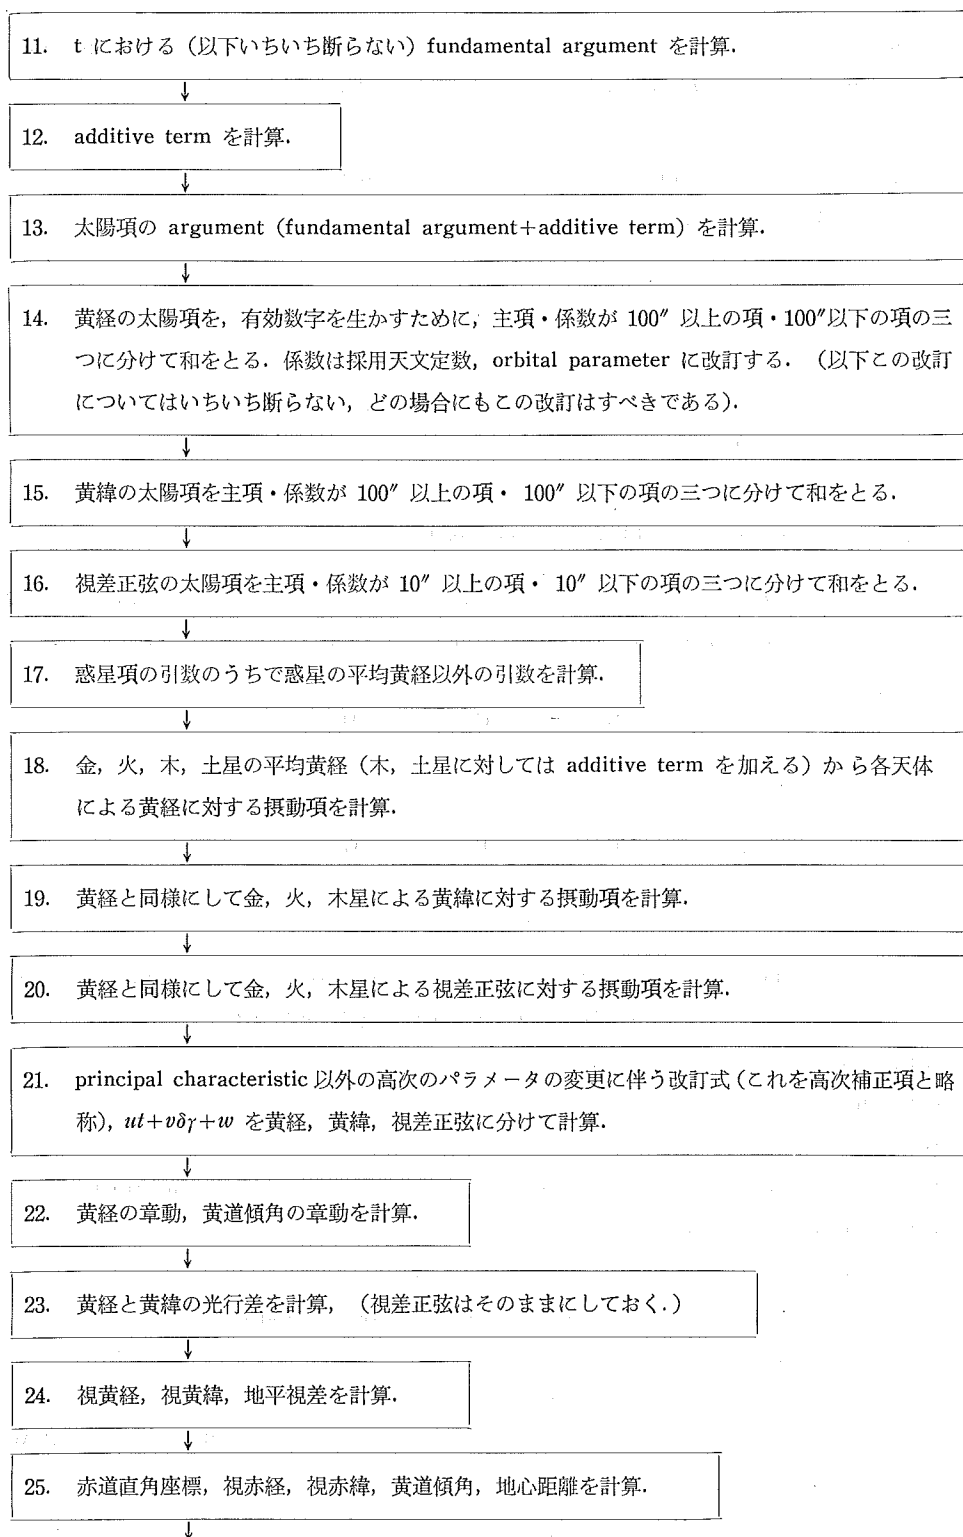 11. t における（以下いちいち断らない）fundamental argument を計算．
↓
12. additive term を計算．
↓
13. 太陽項の argument (fundamental argument+additive term) を計算．
↓
14. 黄経の太陽項を，有効数字を生かすために，主項・係数が 100″ 以上の項・100″以下の項の三
つに分けて和をとる．係数は採用天文定数，orbital parameter に改訂する．（以下この改訂
についてはいちいち断らない，どの場合にもこの改訂はすべきである）．
↓
15. 黄緯の太陽項を主項・係数が 100″ 以上の項・ 100″ 以下の項の三つに分けて和をとる．
↓
16. 視差正弦の太陽項を主項・係数が 10″ 以上の項・ 10″ 以下の項の三つに分けて和をとる．
↓
17. 惑星項の引数のうちで惑星の平均黄経以外の引数を計算．
↓
18. 金，火，木，土星の平均黄経（木，土星に対しては additive term を加える）から各天体
による黄経に対する摂動項を計算．
↓
19. 黄経と同様にして金，火，木星による黄緯に対する摂動項を計算．
↓
20. 黄経と同様にして金，火，木星による視差正弦に対する摂動項を計算．
↓
21. principal characteristic 以外の高次のパラメータの変更に伴う改訂式（これを高次補正項と略
称），ut+vδγ+w を黄経，黄緯，視差正弦に分けて計算．
↓
22. 黄経の章動，黄道傾角の章動を計算．
↓
23. 黄経と黄緯の光行差を計算，（視差正弦はそのままにしておく．）
↓
24. 視黄経，視黄緯，地平視差を計算．
↓
25. 赤道直角座標，視赤経，視赤緯，黄道傾角，地心距離を計算．
↓